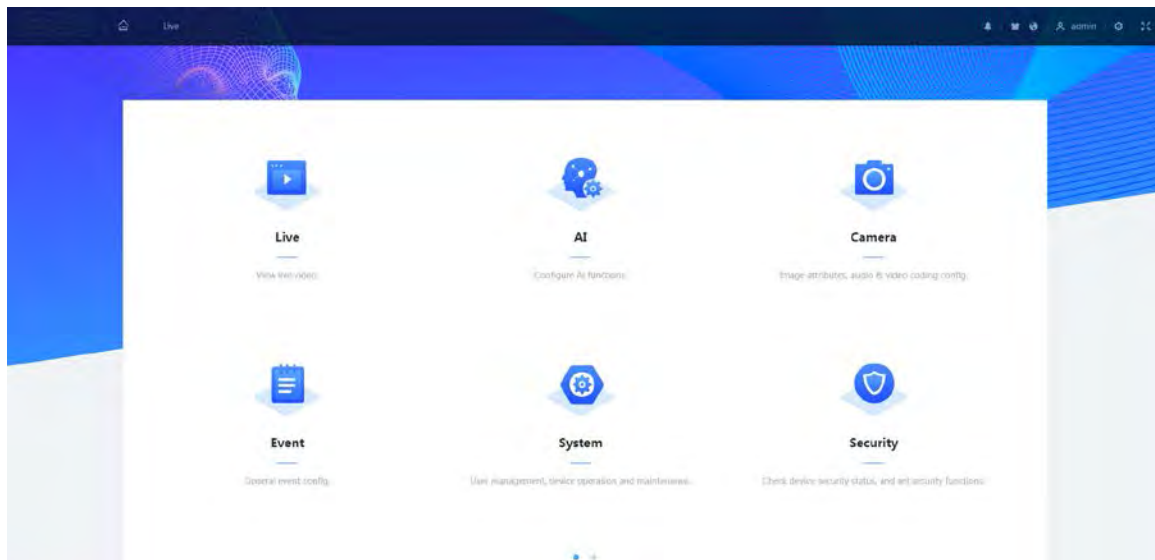 Live
admin
Live
AI
Camera
View live video.
Configure AI functions.
Image attributes, audio & video coding config.
Event
System
Security
General event config.
User management, device operation and maintenance.
Check device security status, and set security functions.